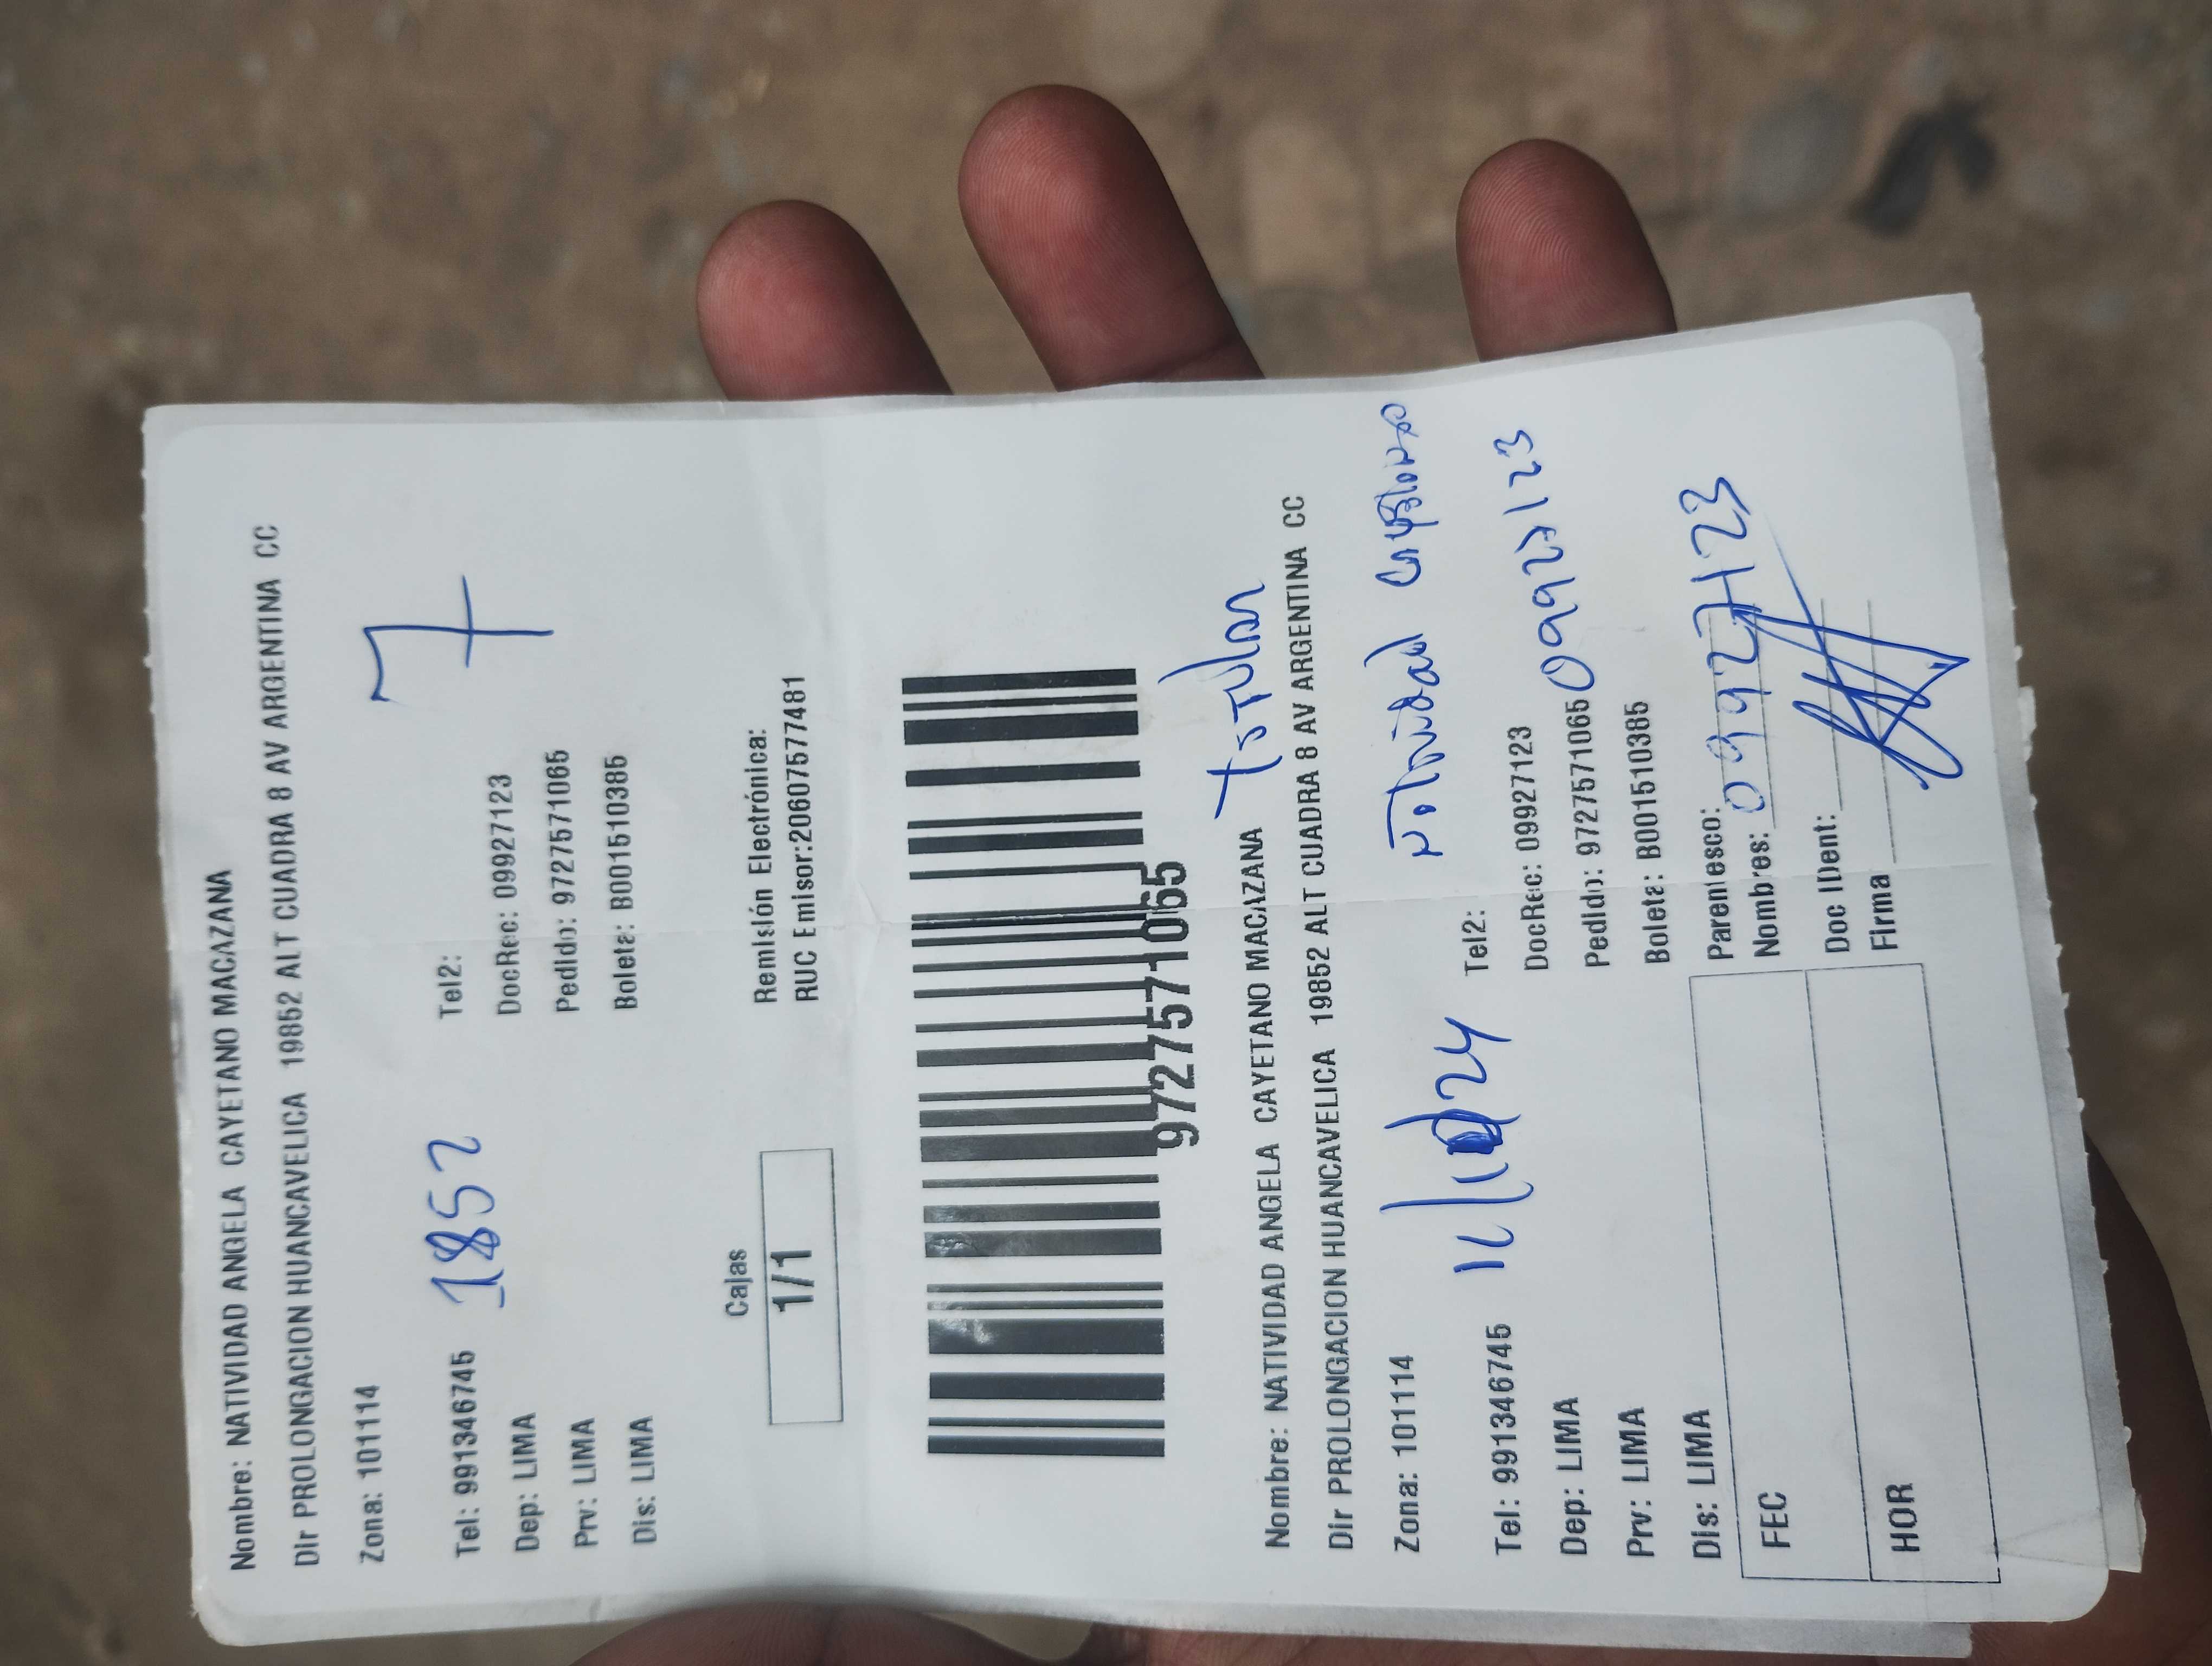 Nombre: NATIVIDAD ANGELA CAYETANO MACAZANA
Dir PROLONGACION HUANCAVELICA 19852 ALT CUADRA 8 AV ARGENTINA CC
Zona: 101114
7
Tel: 991346745 1852 Tel2:
Dep: LIMA DocRec: 09927123
Prv: LIMA Pedido: 9727571065
Dis: LIMA Boleta: B001510385
Cajas Remisión Electrónica:
1/1 RUC Emisor:20607577481
9727571065
Nombre: NATIVIDAD ANGELA CAYETANO MACAZANA Titular
Dir PROLONGACION HUANCAVELICA 19852 ALT CUADRA 8 AV ARGENTINA CC
Zona: 101114 Natividad Cayetano
Tel: 991346745 Tel2:
Dep: LIMA DocRec: 09927123
Prv: LIMA Pedido: 9727571065 09927123
Dis: LIMA Boleta: B001510385
FEC Parentesco:
Nombres: 09927123
HOR Doc IDent:
Firma